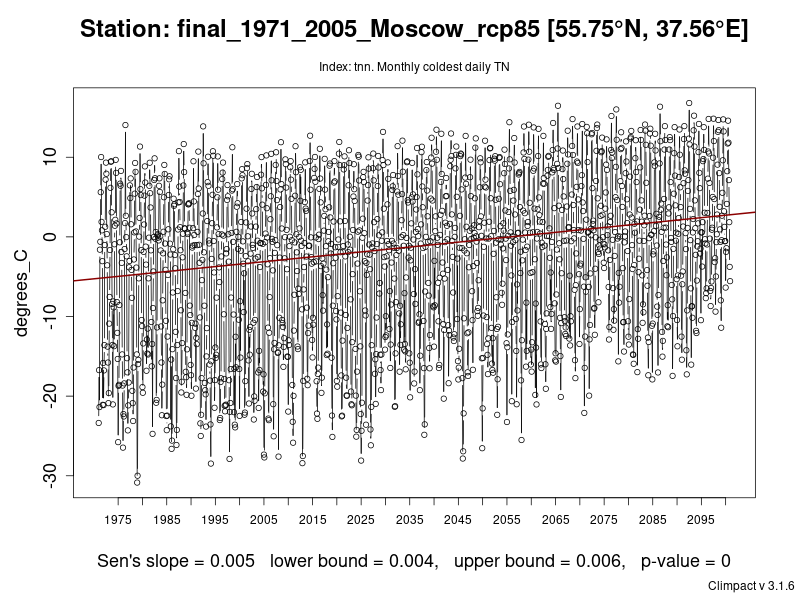 Station: final_1971_2005_Moscow_rcp85 [55.75°N, 37.56°E]
Index: tnn. Monthly coldest daily TN
degrees_C
10
0
-10
-20
-30
1975 1985 1995 2005 2015 2025 2035 2045 2055 2065 2075 2085 2095
Sen's slope = 0.005 lower bound = 0.004, upper bound = 0.006, p-value = 0
Climpact v 3.1.6